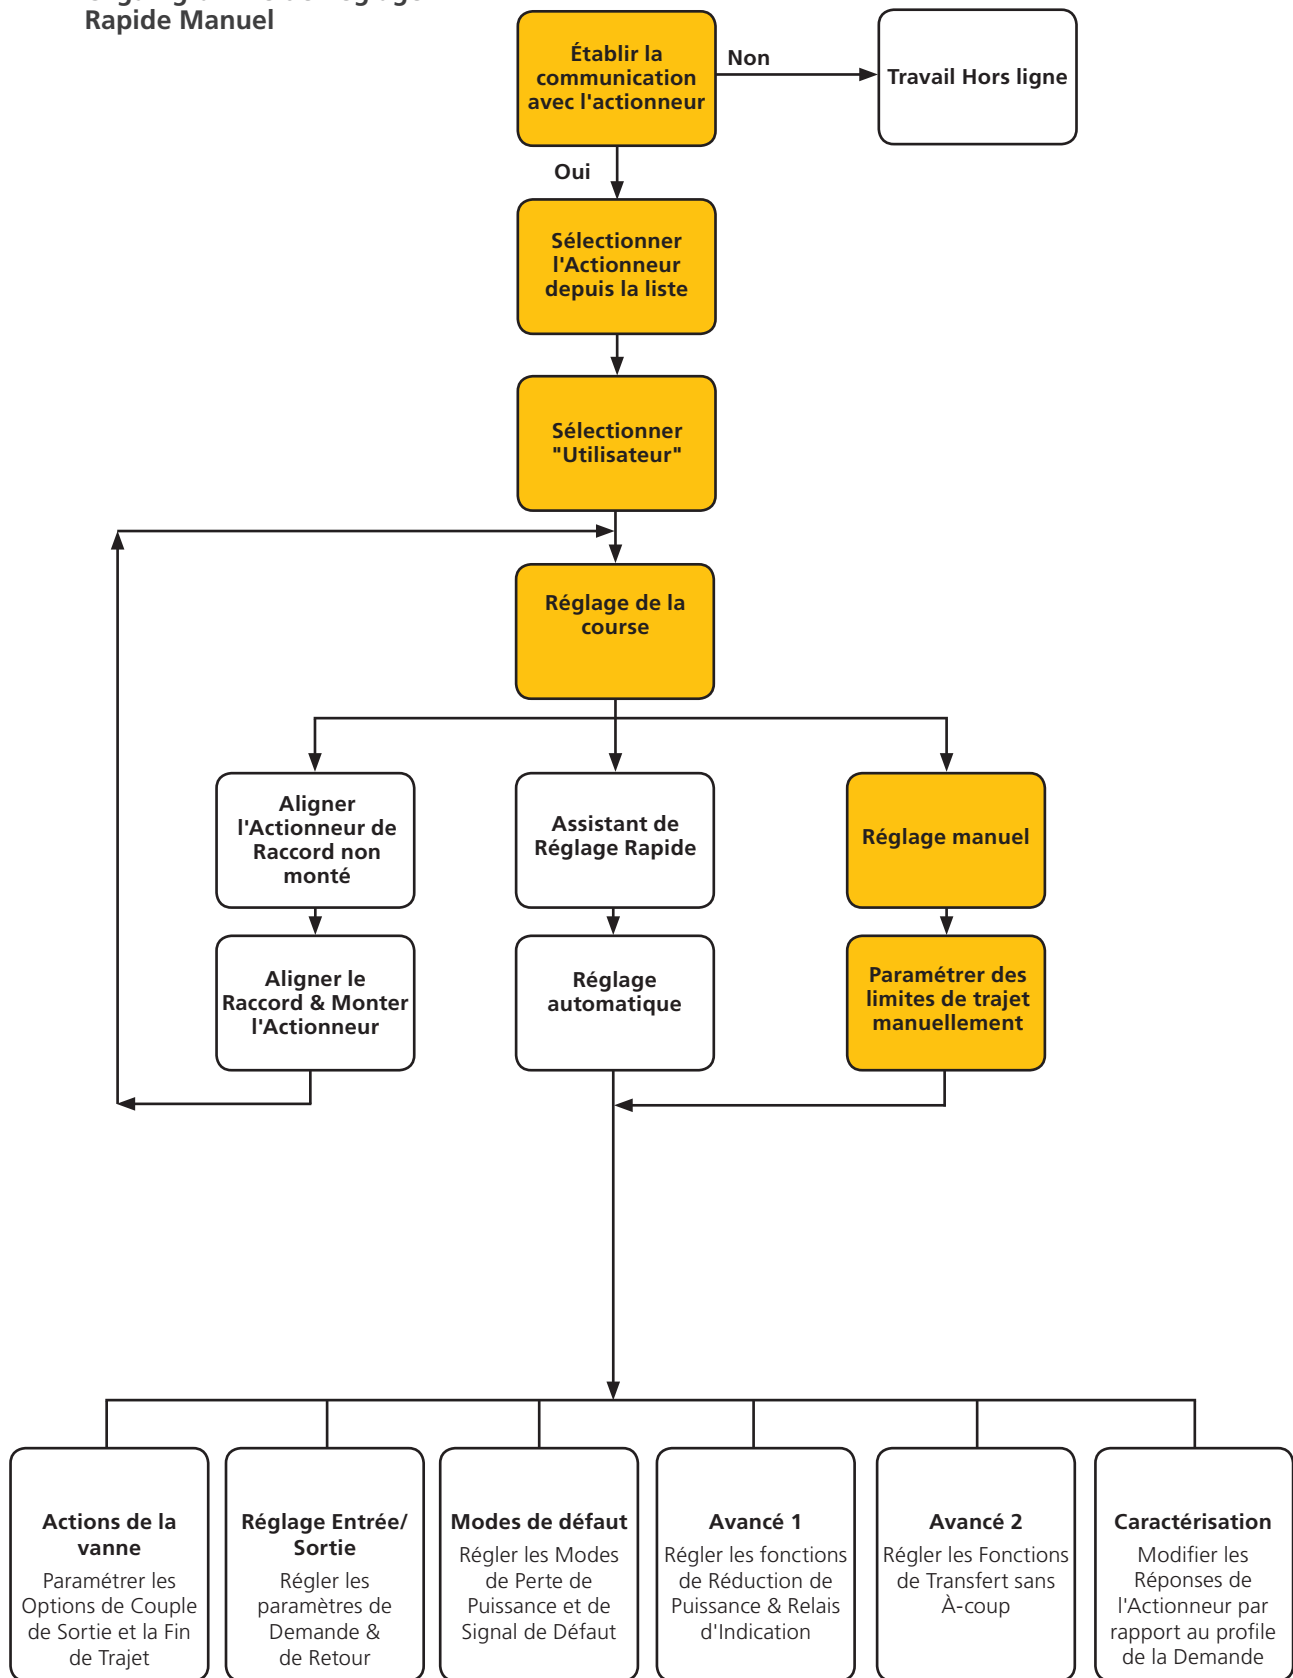 Rapide Manuel
Établir la
communication
avec l'actionneur
Non
Travail Hors ligne
Oui
Sélectionner
l'Actionneur
depuis la liste
Sélectionner
"Utilisateur"
Réglage de la
course
Aligner
l'Actionneur de
Raccord non
monté
Assistant de
Réglage Rapide
Réglage manuel
Aligner le
Raccord & Monter
l'Actionneur
Réglage
automatique
Paramétrer des
limites de trajet
manuellement
Actions de la
vanne
Paramétrer les
Options de Couple
de Sortie et la Fin
de Trajet
Réglage Entrée/
Sortie
Régler les
paramètres de
Demande &
de Retour
Modes de défaut
Régler les Modes
de Perte de
Puissance et de
Signal de Défaut
Avancé 1
Régler les fonctions
de Réduction de
Puissance & Relais
d'Indication
Avancé 2
Régler les Fonctions
de Transfert sans
À-coup
Caractérisation
Modifier les
Réponses de
l'Actionneur par
rapport au profile
de la Demande